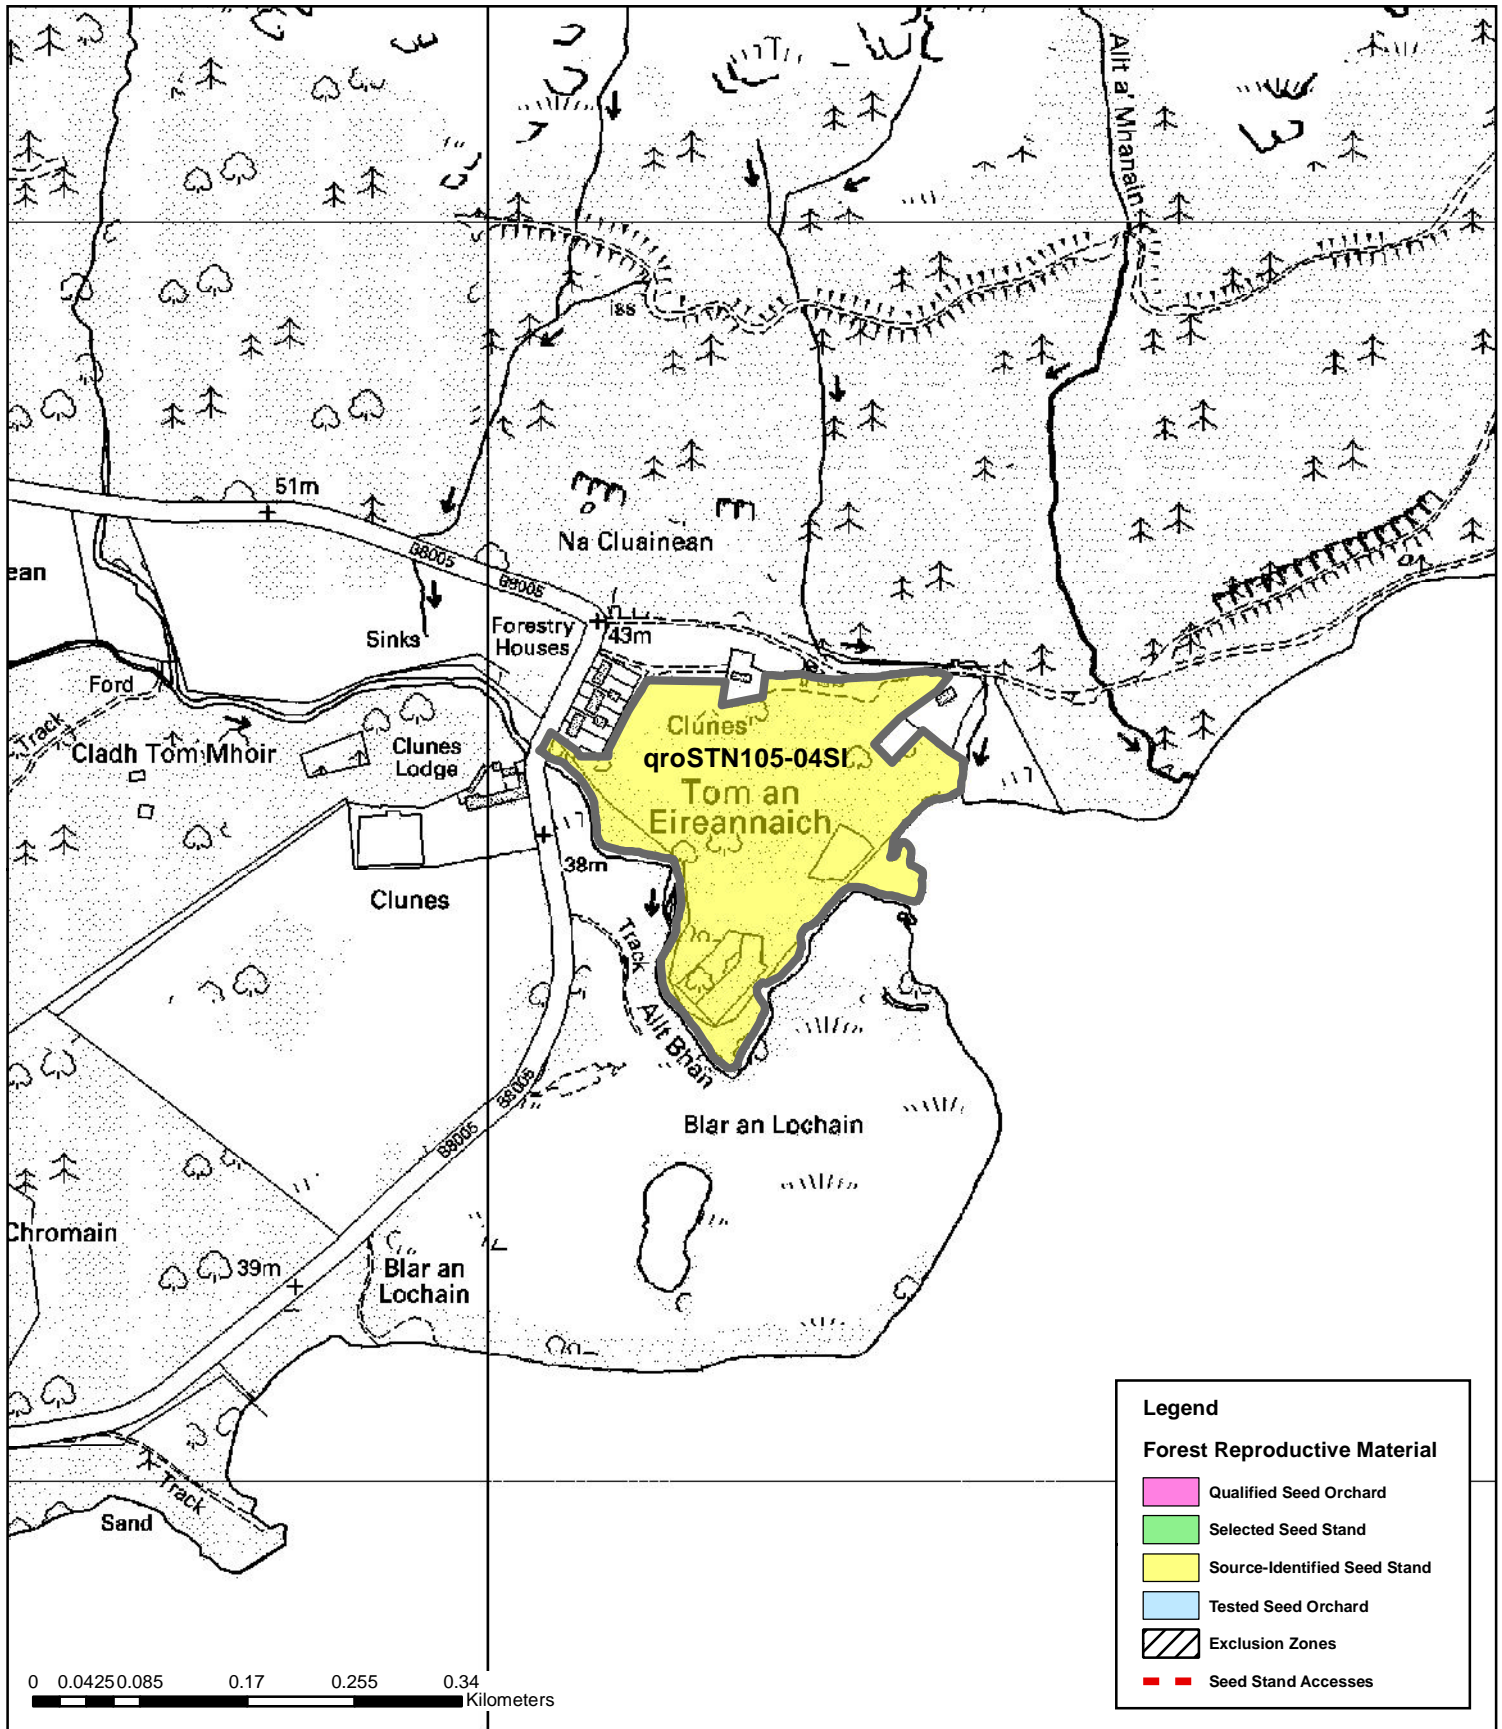 Allt a' Mhanain
Iss
51m
B8005
B8005
Na Cluainean
ean
Sinks
Forestry
Houses
43m
Ford
Track
Cladh Tom Mhoir
Clunes
Lodge
Clunes
qroSTN105-04SI
Tom an
Eireannaich
38m
Clunes
Track
Allt Bhan
B8005
B8005
Blar an Lochain
Chromain
39m
Blar an
Lochain
Track
Sand
Legend
Forest Reproductive Material
Qualified Seed Orchard
Selected Seed Stand
Source-Identified Seed Stand
Tested Seed Orchard
Exclusion Zones
Seed Stand Accesses
0 0.0425 0.085 0.17 0.255 0.34
Kilometers